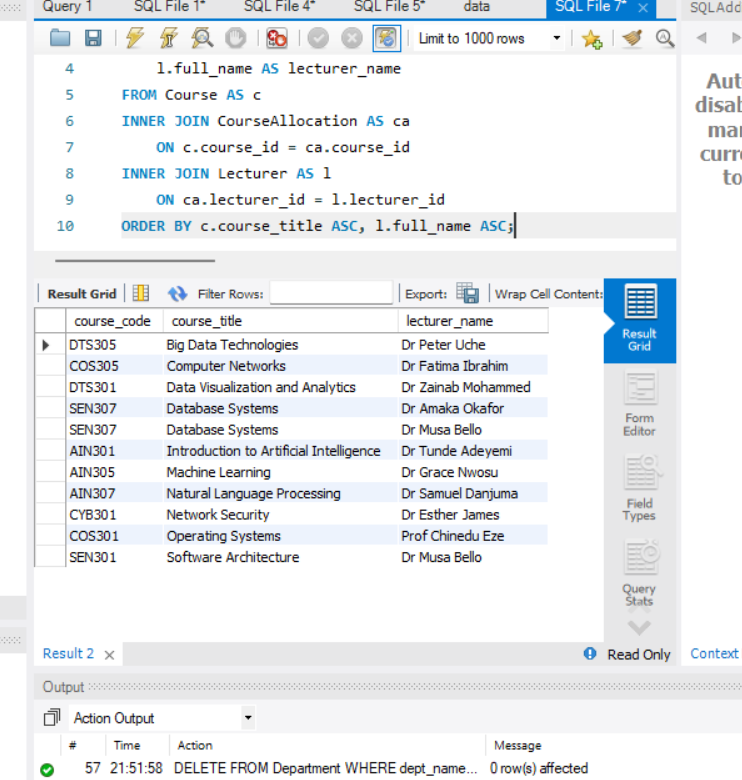 Query 1 SQL File 1* SQL File 4* SQL File 5* data SQL File 7* × SQLAdd
Limit to 1000 rows
4 l.full_name AS lecturer_name
5 FROM Course AS c
6 INNER JOIN CourseAllocation AS ca
7 ON c.course_id = ca.course_id
8 INNER JOIN Lecturer AS l
9 ON ca.lecturer_id = l.lecturer_id
10 ORDER BY c.course_title ASC, l.full_name ASC;
Aut
disab
mar
curre
to
Result Grid Filter Rows: Export: Wrap Cell Content:
course_code course_title lecturer_name
DTS305 Big Data Technologies Dr Peter Uche
COS305 Computer Networks Dr Fatima Ibrahim
DTS301 Data Visualization and Analytics Dr Zainab Mohammed
SEN307 Database Systems Dr Amaka Okafor
SEN307 Database Systems Dr Musa Bello
AIN301 Introduction to Artificial Intelligence Dr Tunde Adeyemi
AIN305 Machine Learning Dr Grace Nwosu
AIN307 Natural Language Processing Dr Samuel Danjuma
CYB301 Network Security Dr Esther James
COS301 Operating Systems Prof Chinedu Eze
SEN301 Software Architecture Dr Musa Bello
Result
Grid
Form
Editor
Field
Types
Query
Stats
Result 2 × Read Only Context
Output
Action Output
# Time Action Message
57 21:51:58 DELETE FROM Department WHERE dept_name... 0 row(s) affected